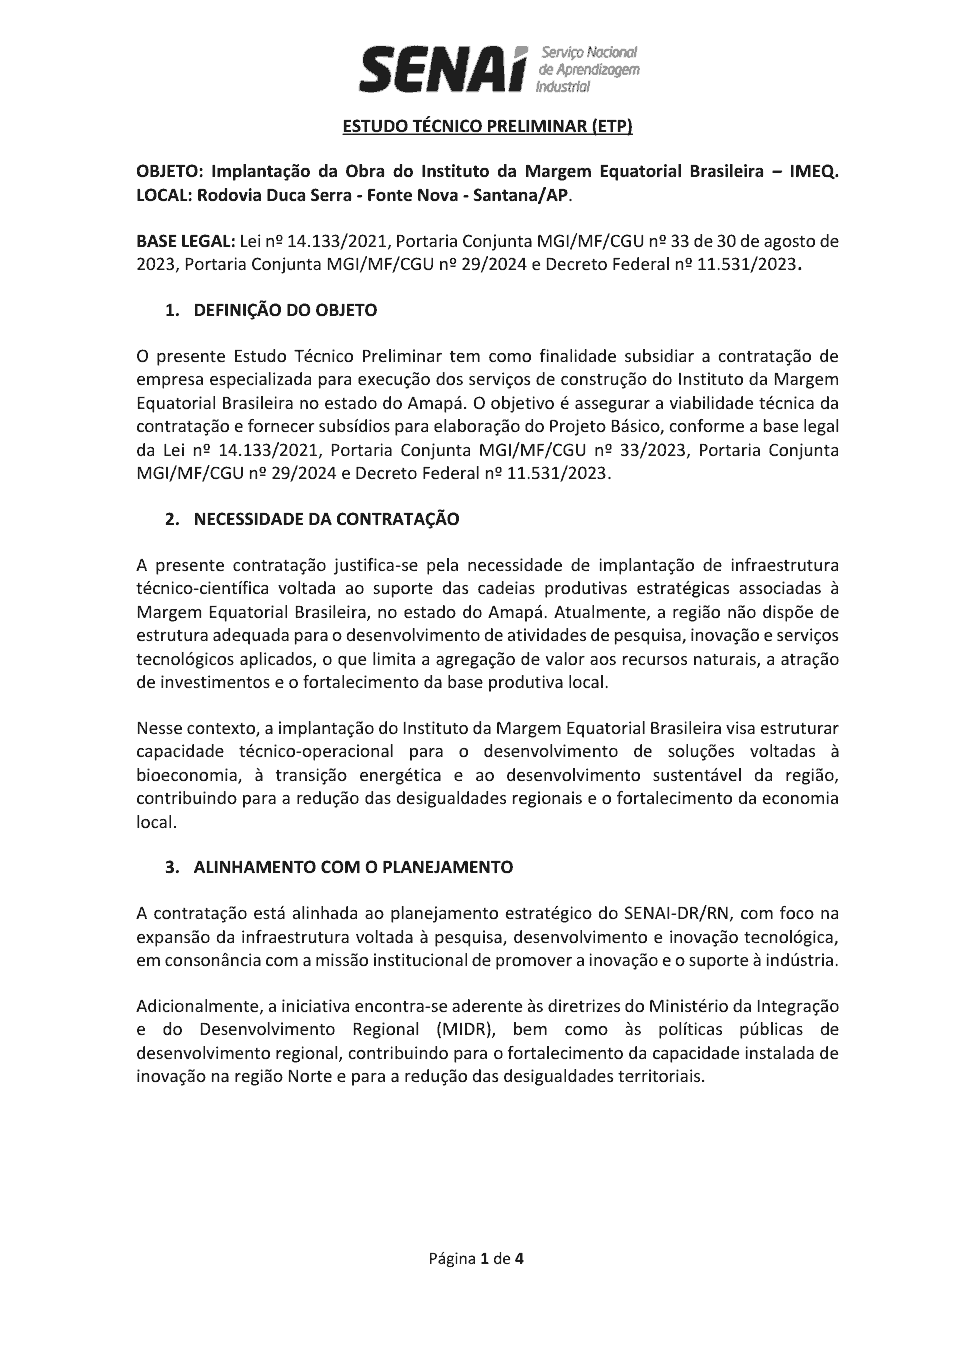 SENAI Serviço Nacional
de Aprendizagem
Industrial
ESTUDO TÉCNICO PRELIMINAR (ETP)
OBJETO: Implantação da Obra do Instituto da Margem Equatorial Brasileira – IMEQ.
LOCAL: Rodovia Duca Serra - Fonte Nova - Santana/AP.
BASE LEGAL: Lei nº 14.133/2021, Portaria Conjunta MGI/MF/CGU nº 33 de 30 de agosto de
2023, Portaria Conjunta MGI/MF/CGU nº 29/2024 e Decreto Federal nº 11.531/2023.
1. DEFINIÇÃO DO OBJETO
O presente Estudo Técnico Preliminar tem como finalidade subsidiar a contratação de
empresa especializada para execução dos serviços de construção do Instituto da Margem
Equatorial Brasileira no estado do Amapá. O objetivo é assegurar a viabilidade técnica da
contratação e fornecer subsídios para elaboração do Projeto Básico, conforme a base legal
da Lei nº 14.133/2021, Portaria Conjunta MGI/MF/CGU nº 33/2023, Portaria Conjunta
MGI/MF/CGU nº 29/2024 e Decreto Federal nº 11.531/2023.
2. NECESSIDADE DA CONTRATAÇÃO
A presente contratação justifica-se pela necessidade de implantação de infraestrutura
técnico-científica voltada ao suporte das cadeias produtivas estratégicas associadas à
Margem Equatorial Brasileira, no estado do Amapá. Atualmente, a região não dispõe de
estrutura adequada para o desenvolvimento de atividades de pesquisa, inovação e serviços
tecnológicos aplicados, o que limita a agregação de valor aos recursos naturais, a atração
de investimentos e o fortalecimento da base produtiva local.
Nesse contexto, a implantação do Instituto da Margem Equatorial Brasileira visa estruturar
capacidade técnico-operacional para o desenvolvimento de soluções voltadas à
bioeconomia, à transição energética e ao desenvolvimento sustentável da região,
contribuindo para a redução das desigualdades regionais e o fortalecimento da economia
local.
3. ALINHAMENTO COM O PLANEJAMENTO
A contratação está alinhada ao planejamento estratégico do SENAI-DR/RN, com foco na
expansão da infraestrutura voltada à pesquisa, desenvolvimento e inovação tecnológica,
em consonância com a missão institucional de promover a inovação e o suporte à indústria.
Adicionalmente, a iniciativa encontra-se aderente às diretrizes do Ministério da Integração
e do Desenvolvimento Regional (MIDR), bem como às políticas públicas de
desenvolvimento regional, contribuindo para o fortalecimento da capacidade instalada de
inovação na região Norte e para a redução das desigualdades territoriais.
Página 1 de 4